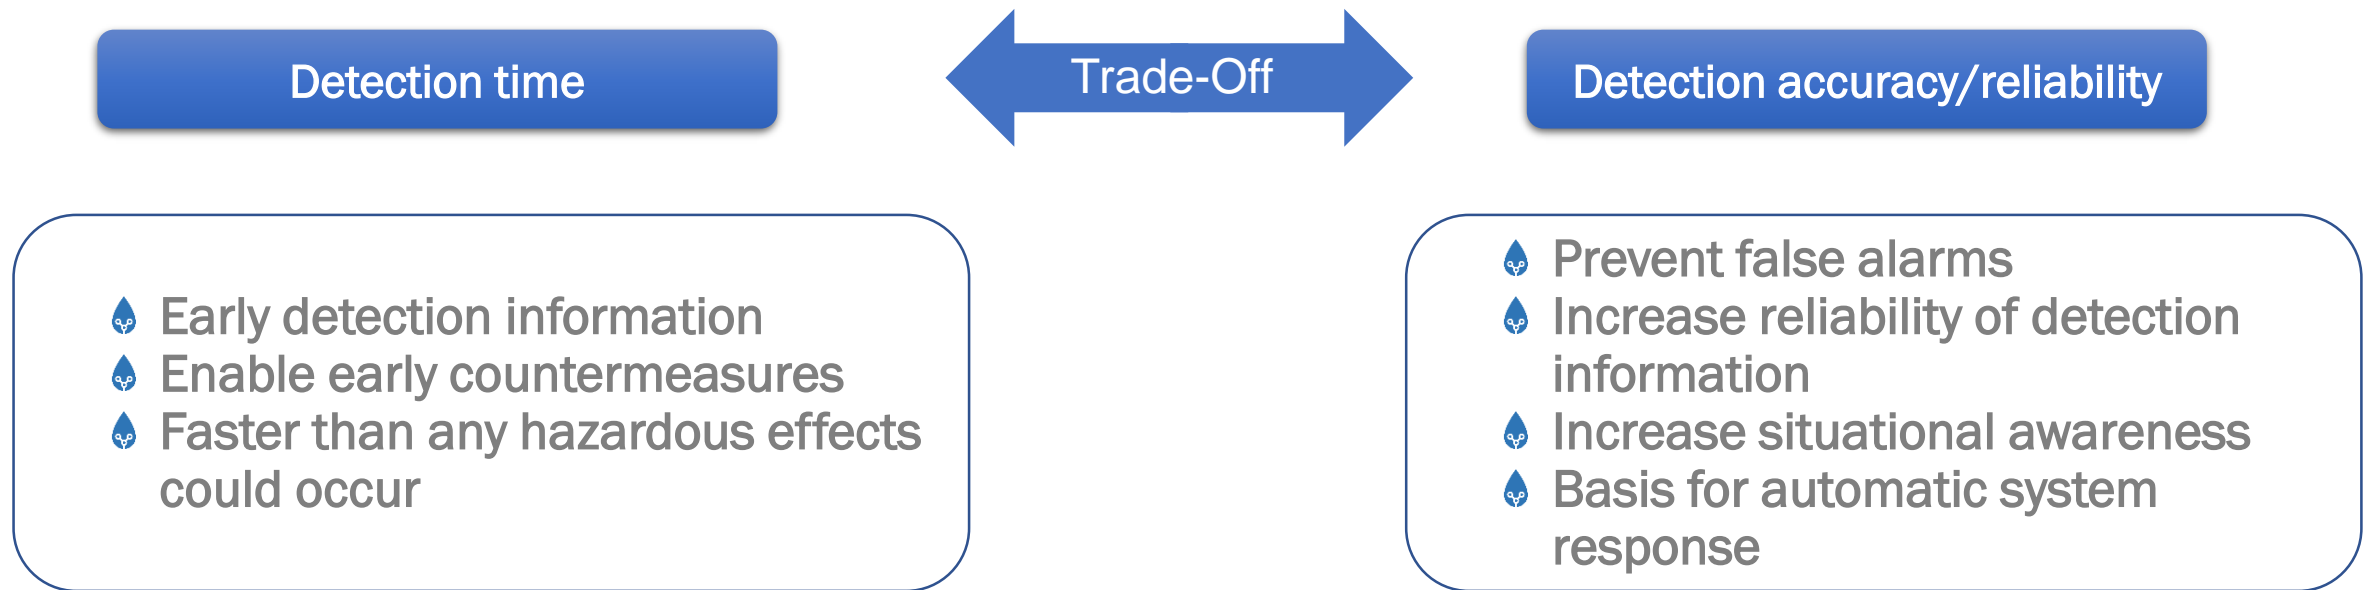 Detection time
Trade-Off
Detection accuracy/reliability
Early detection information
Enable early countermeasures
Faster than any hazardous effects
could occur
Prevent false alarms
Increase reliability of detection
information
Increase situational awareness
Basis for automatic system
response